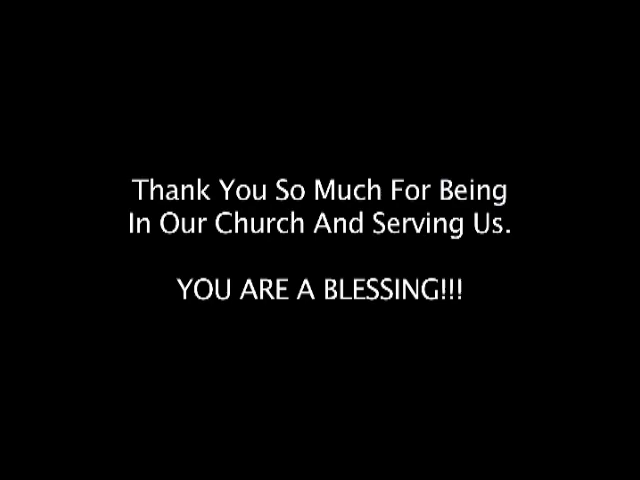 Thank You So Much For Being
In Our Church And Serving Us.
YOU ARE A BLESSING!!!